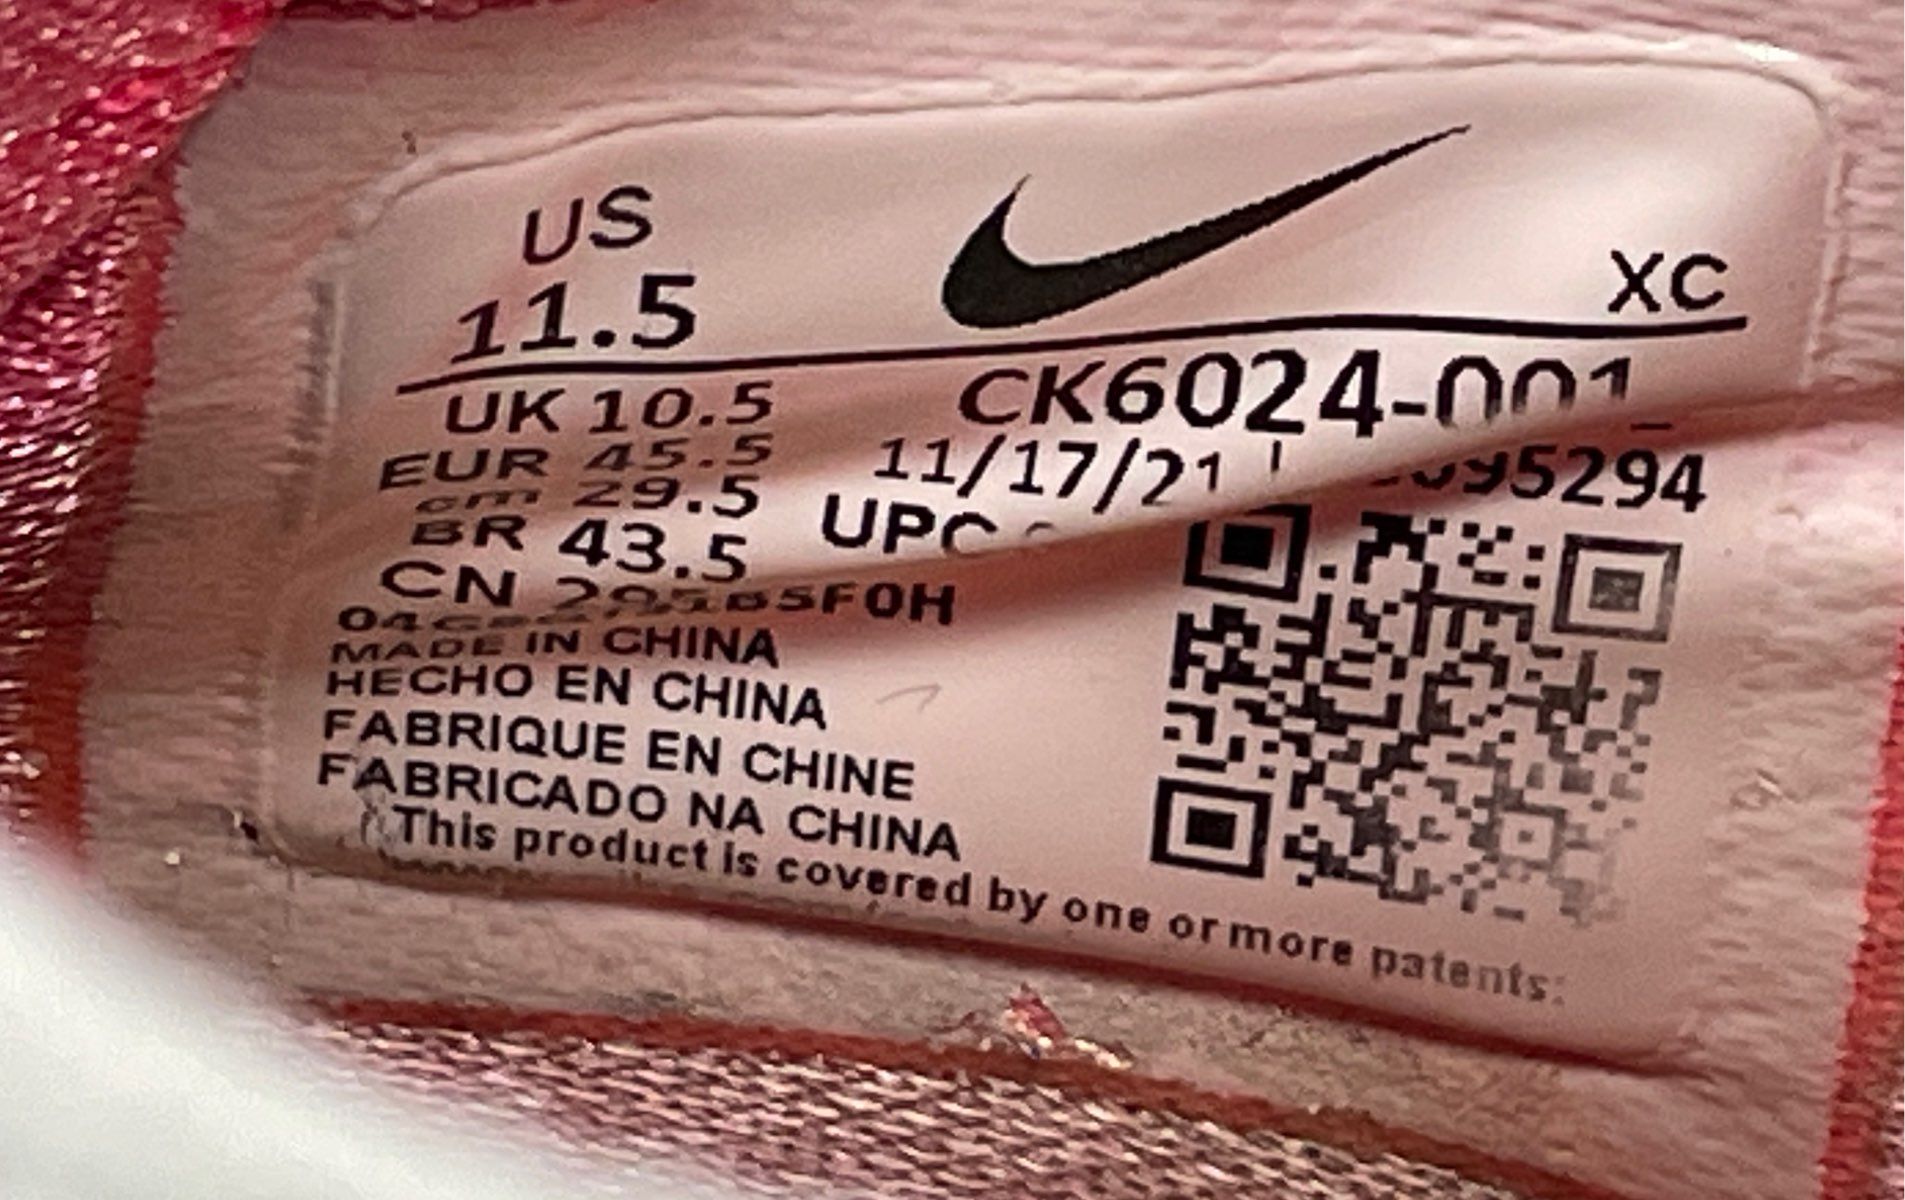 US
11.5
XC
UK 10.5
CK6024-001
EUR 45.5
11/17/21
cm 29.5
BR 43.5
UPC
CN
MADE IN CHINA
HECHO EN CHINA
FABRIQUE EN CHINE
FABRICADO NA CHINA
This product is covered by one or more patents: